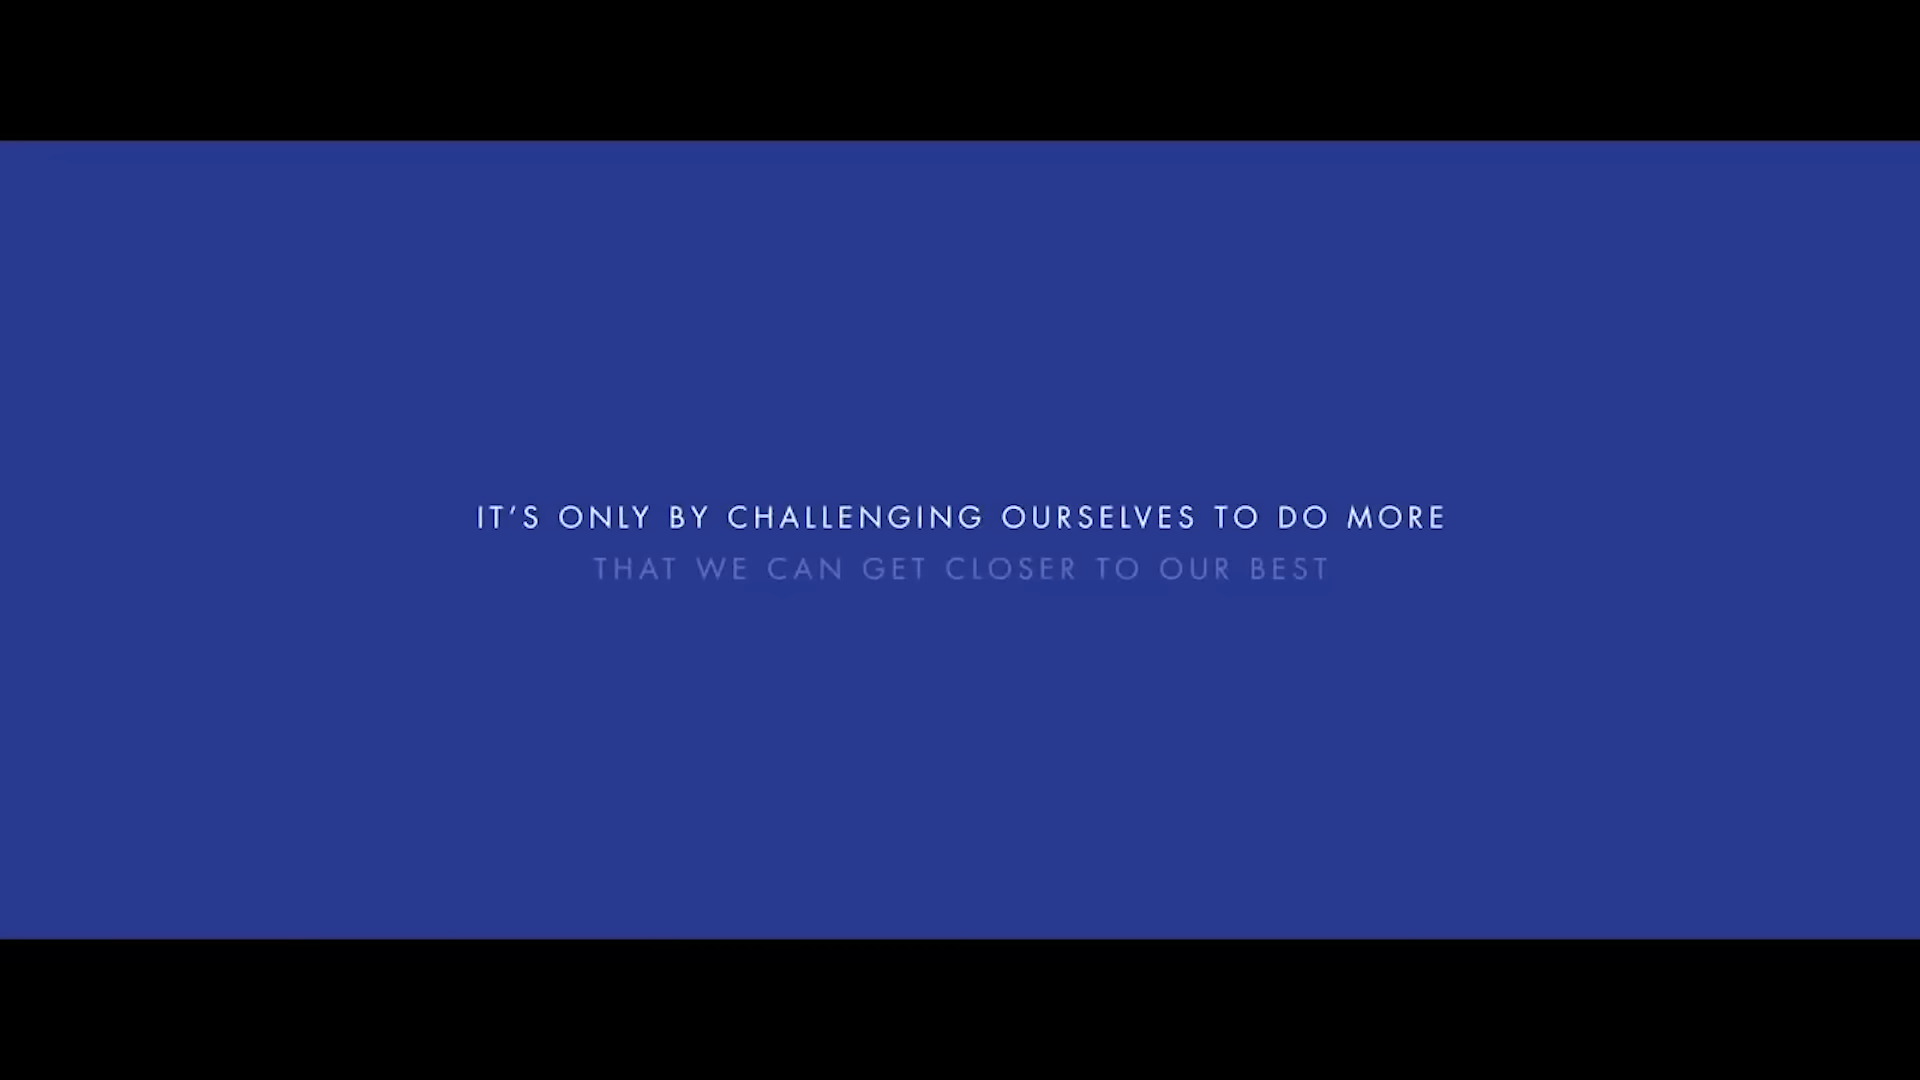 IT’S ONLY BY CHALLENGING OURSELVES TO DO MORE
THAT WE CAN GET CLOSER TO OUR BEST